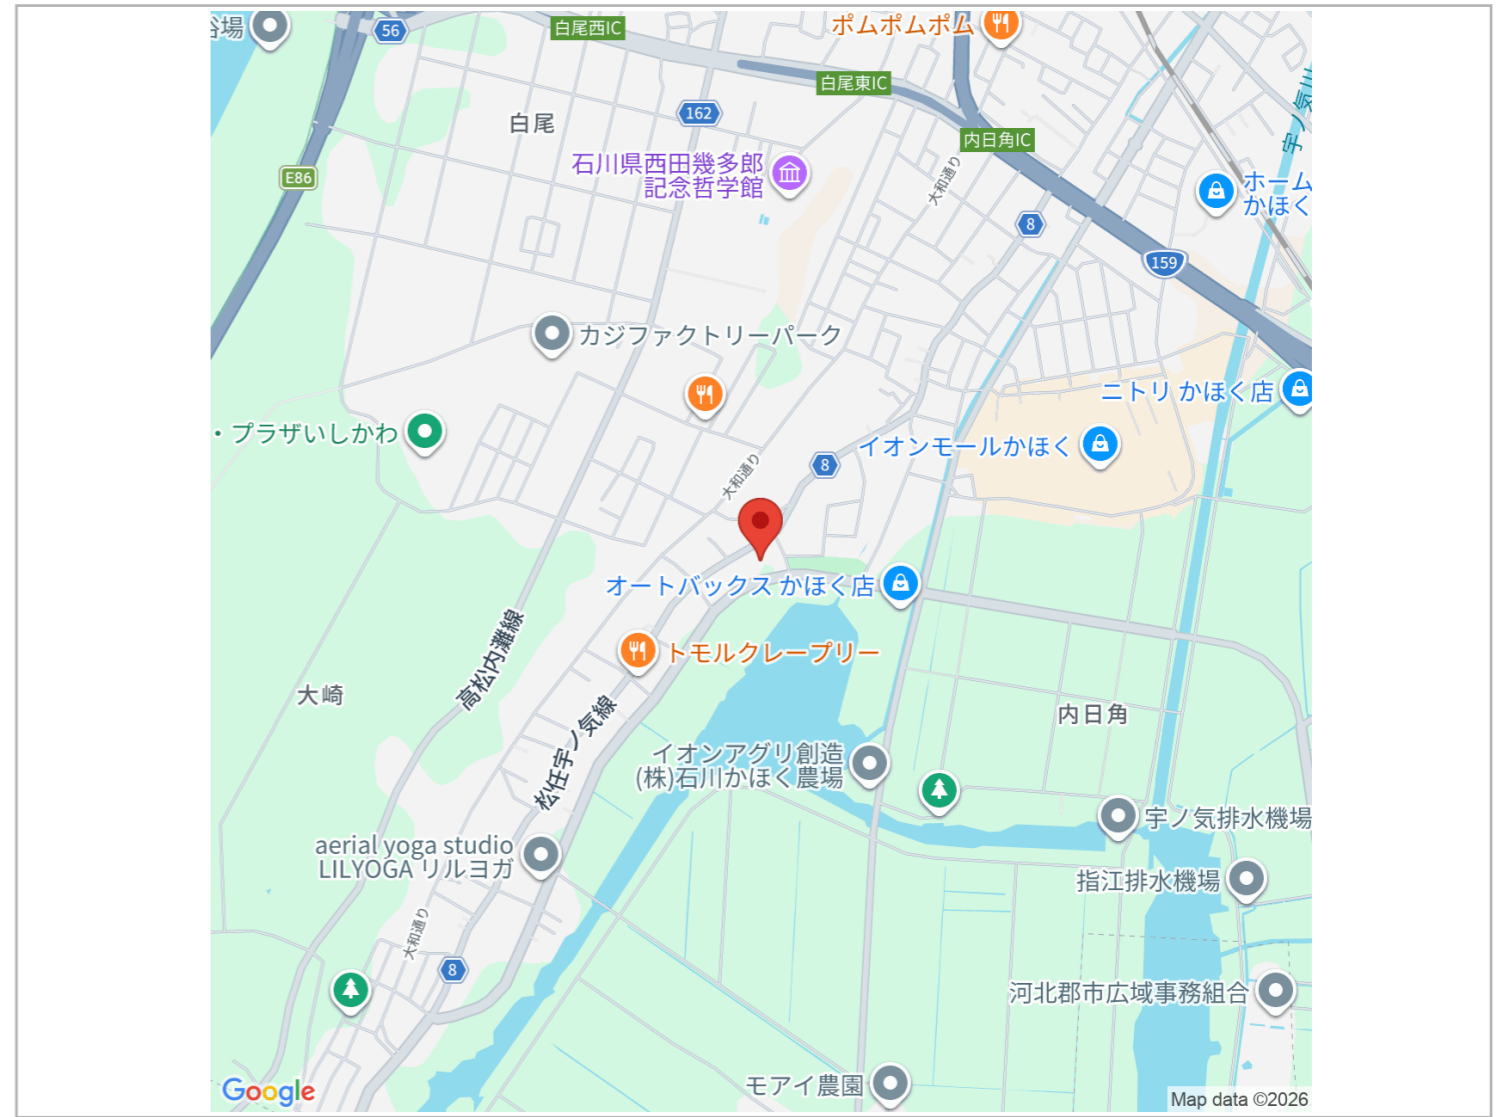 浴場
56
白尾西IC
ポムポムポム
白尾東IC
白尾
162
内日角IC
宇ノ気川
石川県西田幾多郎
記念哲学館
大和通り
E86
ホーム
かほく
8
159
カジファクトリーパーク
ニトリ かほく店
・プラザいしかわ
イオンモールかほく
大和通り
8
オートバックス かほく店
高松内灘線
トモルクレープリー
大崎
内日角
松任宇ノ気線
イオンアグリ創造
(株)石川かほく農場
宇ノ気排水機場
aerial yoga studio
LILYOGA リルヨガ
指江排水機場
大和通り
8
河北郡市広域事務組合
モアイ農園
Google
Map data ©2026